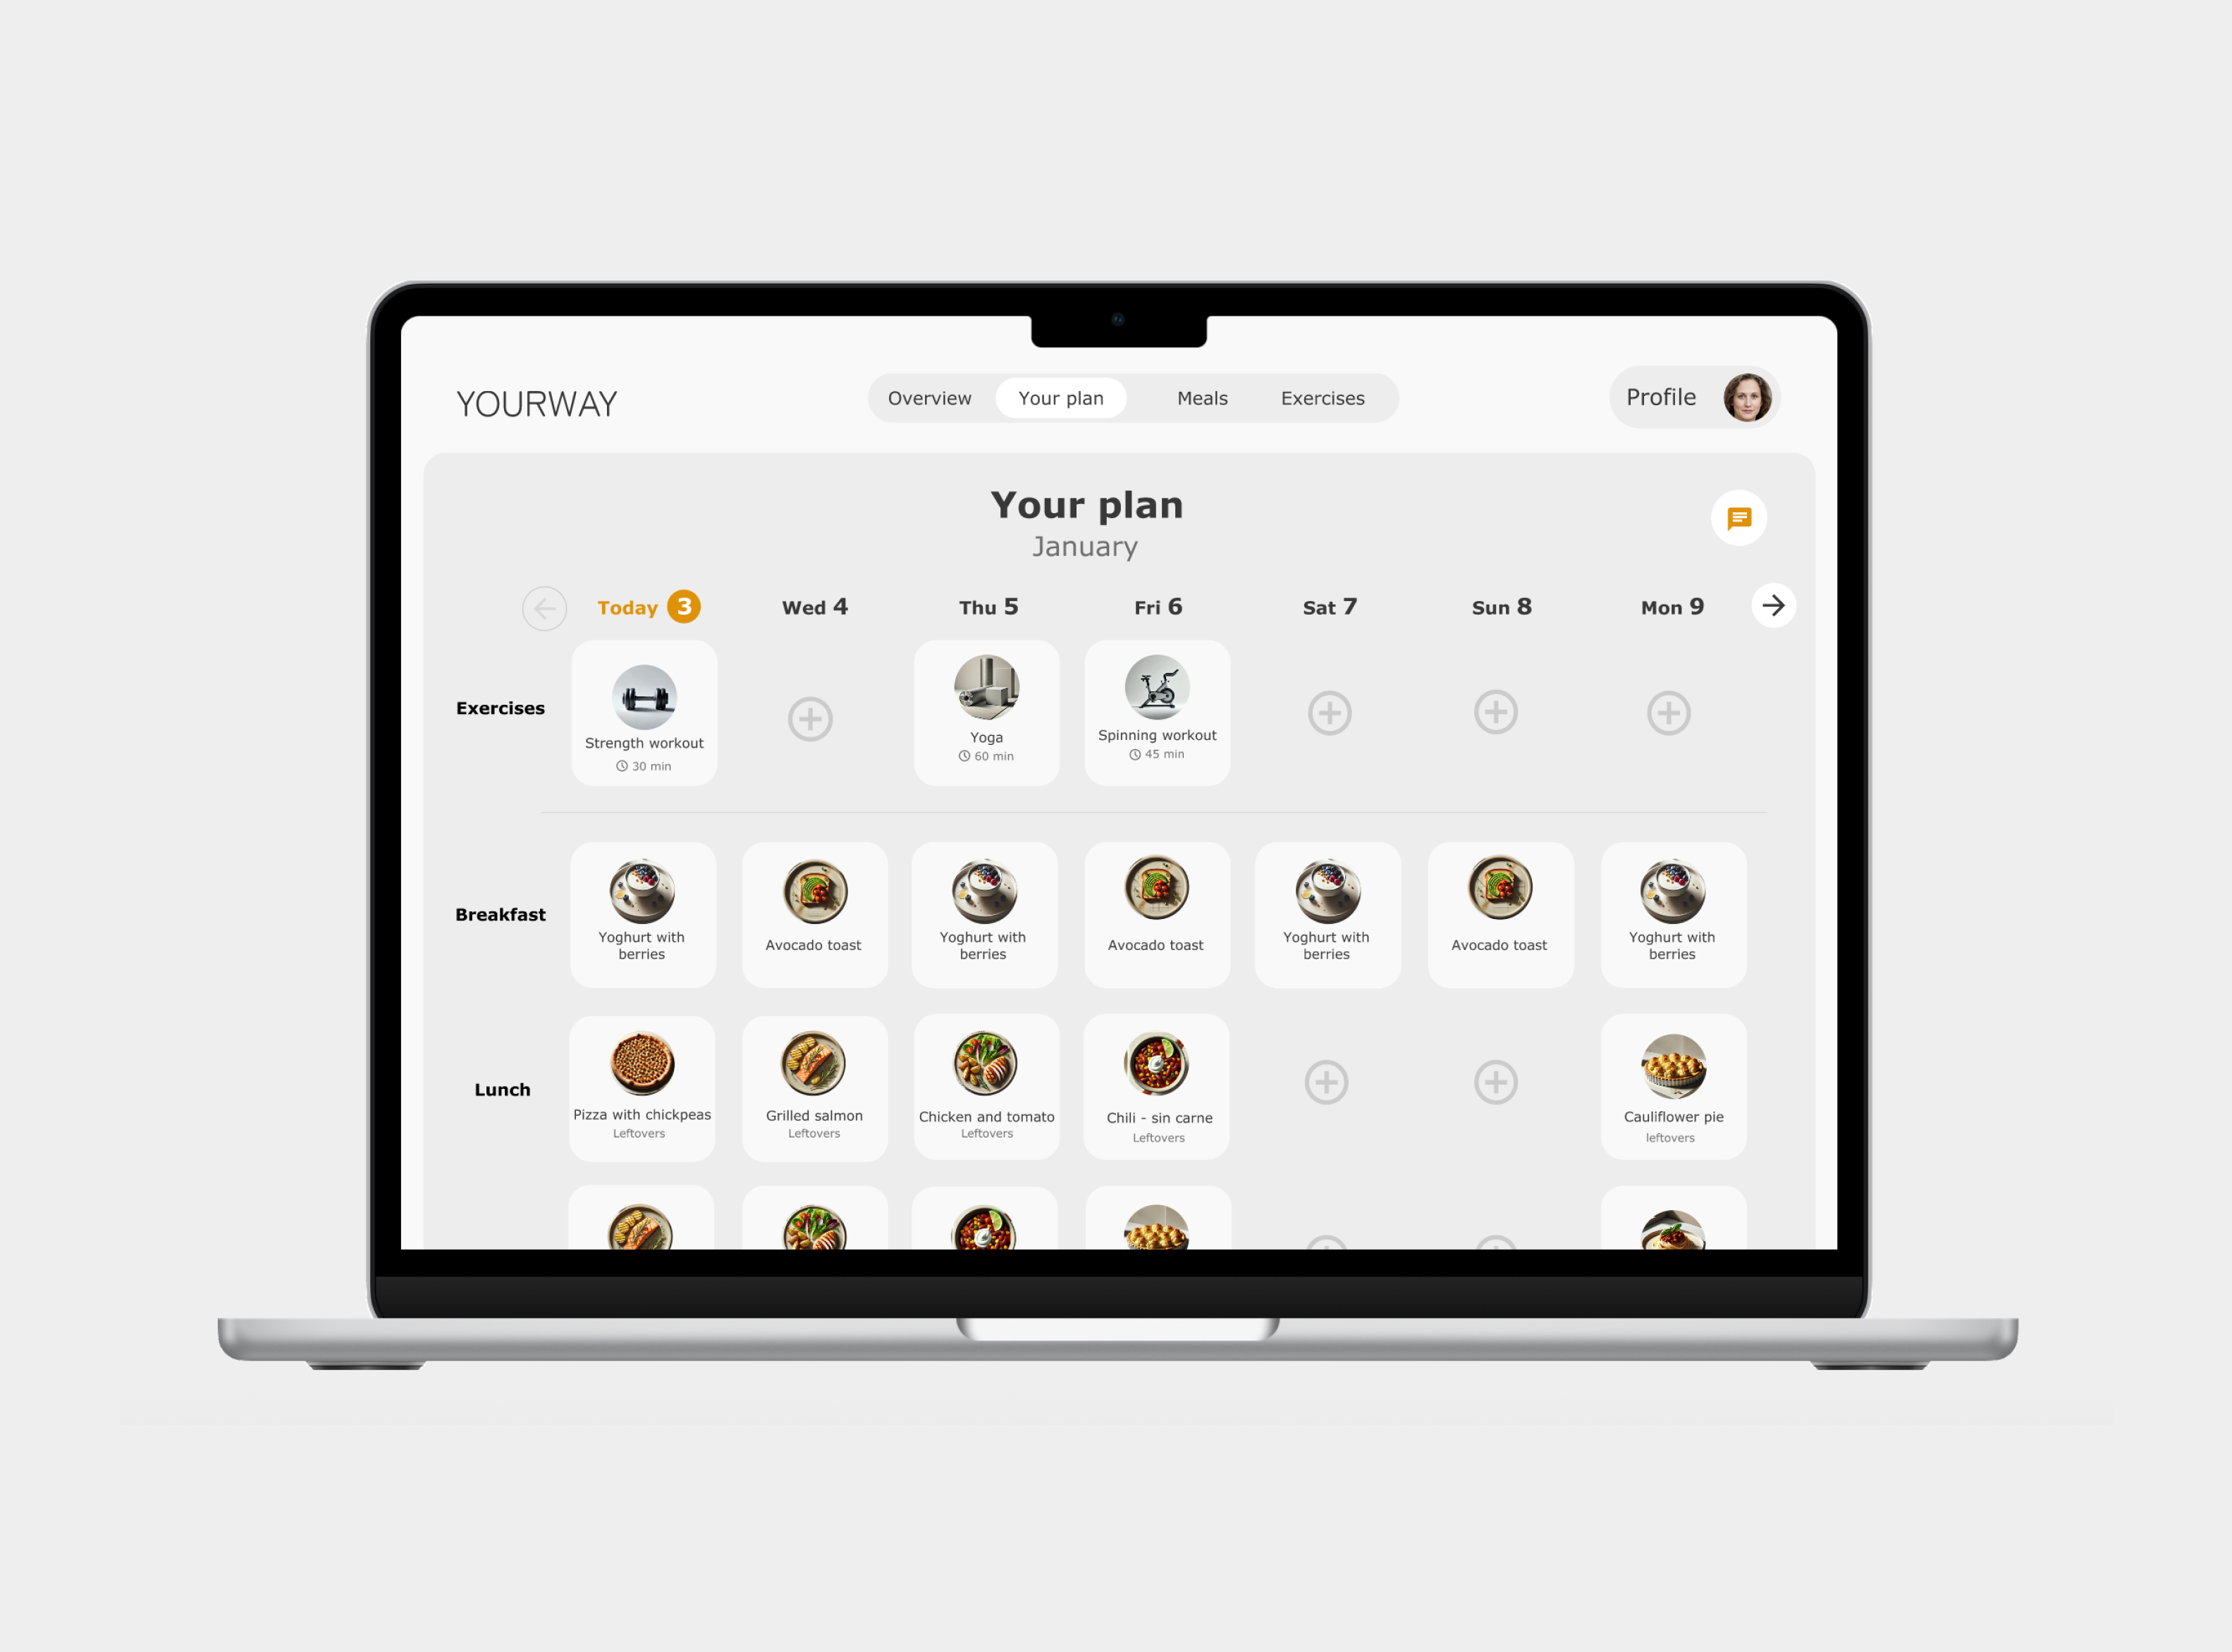 YOURWAY
Overview
Your plan
Meals
Exercises
Profile
Your plan
January
Today 3
Wed 4
Thu 5
Fri 6
Sat 7
Sun 8
Mon 9
Exercises
Strength workout
30 min
Yoga
60 min
Spinning workout
45 min
Breakfast
Yoghurt with
berries
Avocado toast
Yoghurt with
berries
Avocado toast
Yoghurt with
berries
Avocado toast
Yoghurt with
berries
Lunch
Pizza with chickpeas
Leftovers
Grilled salmon
Leftovers
Chicken and tomato
Leftovers
Chili - sin carne
Leftovers
Cauliflower pie
leftovers